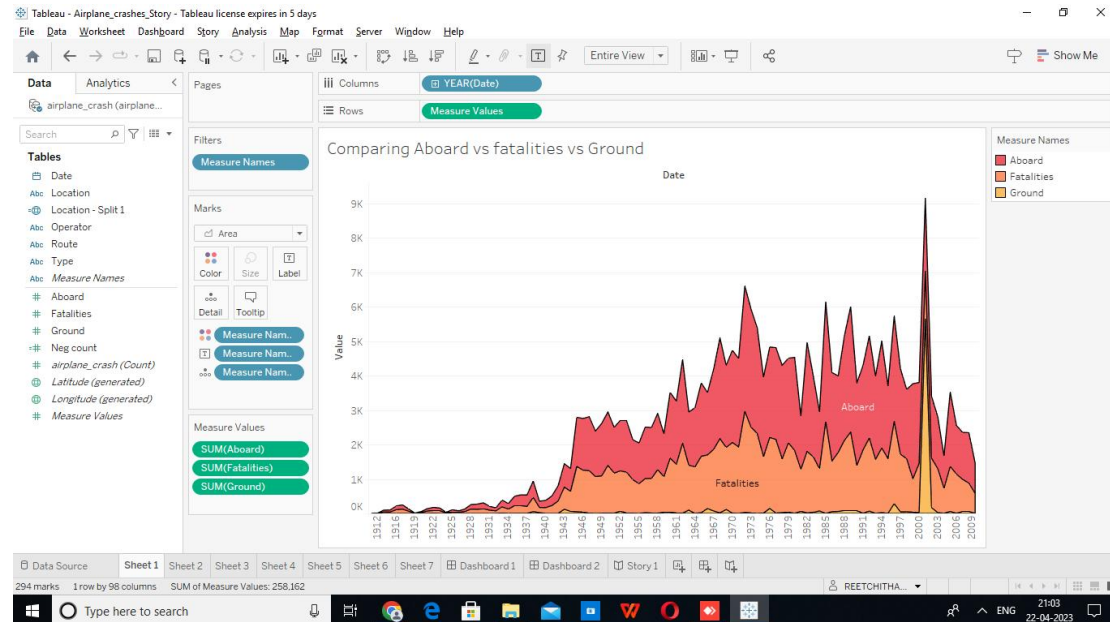 Tableau - Airplane_crashes_Story - Tableau license expires in 5 days
File Data Worksheet Dashboard Story Analysis Map Format Server Window Help
Entire View
Show Me
Data Analytics
airplane_crash (airplane...
Search
Tables
Date
Abc Location
Location - Split 1
Abc Operator
Abc Route
Abc Type
Abc Measure Names
# Aboard
# Fatalities
# Ground
=# Neg count
# airplane_crash (Count)
Latitude (generated)
Longitude (generated)
# Measure Values
Pages
Filters
Measure Names
Marks
Area
Color Size Label
Detail Tooltip
Measure Nam..
Measure Nam..
Measure Nam..
Measure Values
SUM(Aboard)
SUM(Fatalities)
SUM(Ground)
Columns YEAR(Date)
Rows Measure Values
Comparing Aboard vs fatalities vs Ground
Date
Value
9K
8K
7K
6K
5K
4K
3K
2K
1K
0K
Aboard
Fatalities
1912 1916 1919 1922 1925 1928 1931 1934 1937 1940 1943 1946 1949 1952 1955 1958 1961 1964 1967 1970 1973 1976 1979 1982 1985 1988 1991 1994 1997 2000 2003 2006 2009
Measure Names
Aboard
Fatalities
Ground
Data Source Sheet 1 Sheet 2 Sheet 3 Sheet 4 Sheet 5 Sheet 6 Sheet 7 Dashboard 1 Dashboard 2 Story 1
294 marks 1 row by 98 columns SUM of Measure Values: 258,162
REETCHITHA...
Type here to search
ENG
21:03
22-04-2023